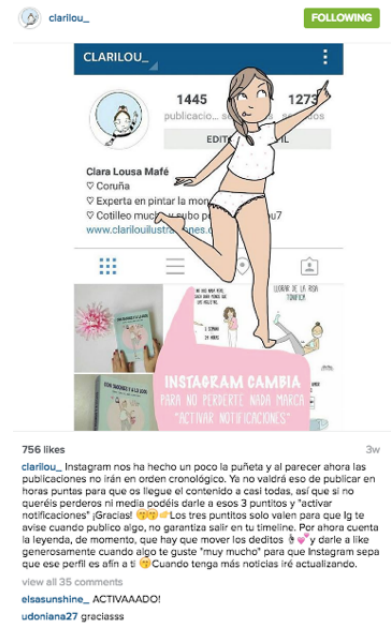 clarilou_
FOLLOWING
CLARILOU_
1445
1273
publicacio...
EDIT
Clara Lousa Mafé
♡ Coruña
♡ Experta en pintar la mon
♡ Cotilleo much
www.clarilouilustr
INSTAGRAM CAMBIA
PARA NO PERDERTE NADA MARCA
"ACTIVAR NOTIFICACIONES"
756 likes
3w
clarilou_ Instagram nos ha hecho un poco la puñeta y al parecer ahora las
publicaciones no irán en orden cronológico. Ya no valdrá eso de publicar en
horas puntas para que os llegue el contenido a casi todas, así que si no
queréis perderos ni media podéis darle a esos 3 puntitos y "activar
notificaciones" ¡Gracias! 😚😚👉Los tres puntitos solo valen para que Ig te
avise cuando publico algo, no garantiza salir en tu timeline. Por ahora cuenta
la leyenda, de momento, que hay que mover los deditos 👆💕y darle a like
generosamente cuando algo te guste "muy mucho" para que Instagram sepa
que ese perfil es afín a ti 😚Cuando tenga más noticias iré actualizando.
view all 35 comments
elsasunshine_ ACTIVAAADO!
udoniana27 graciasss